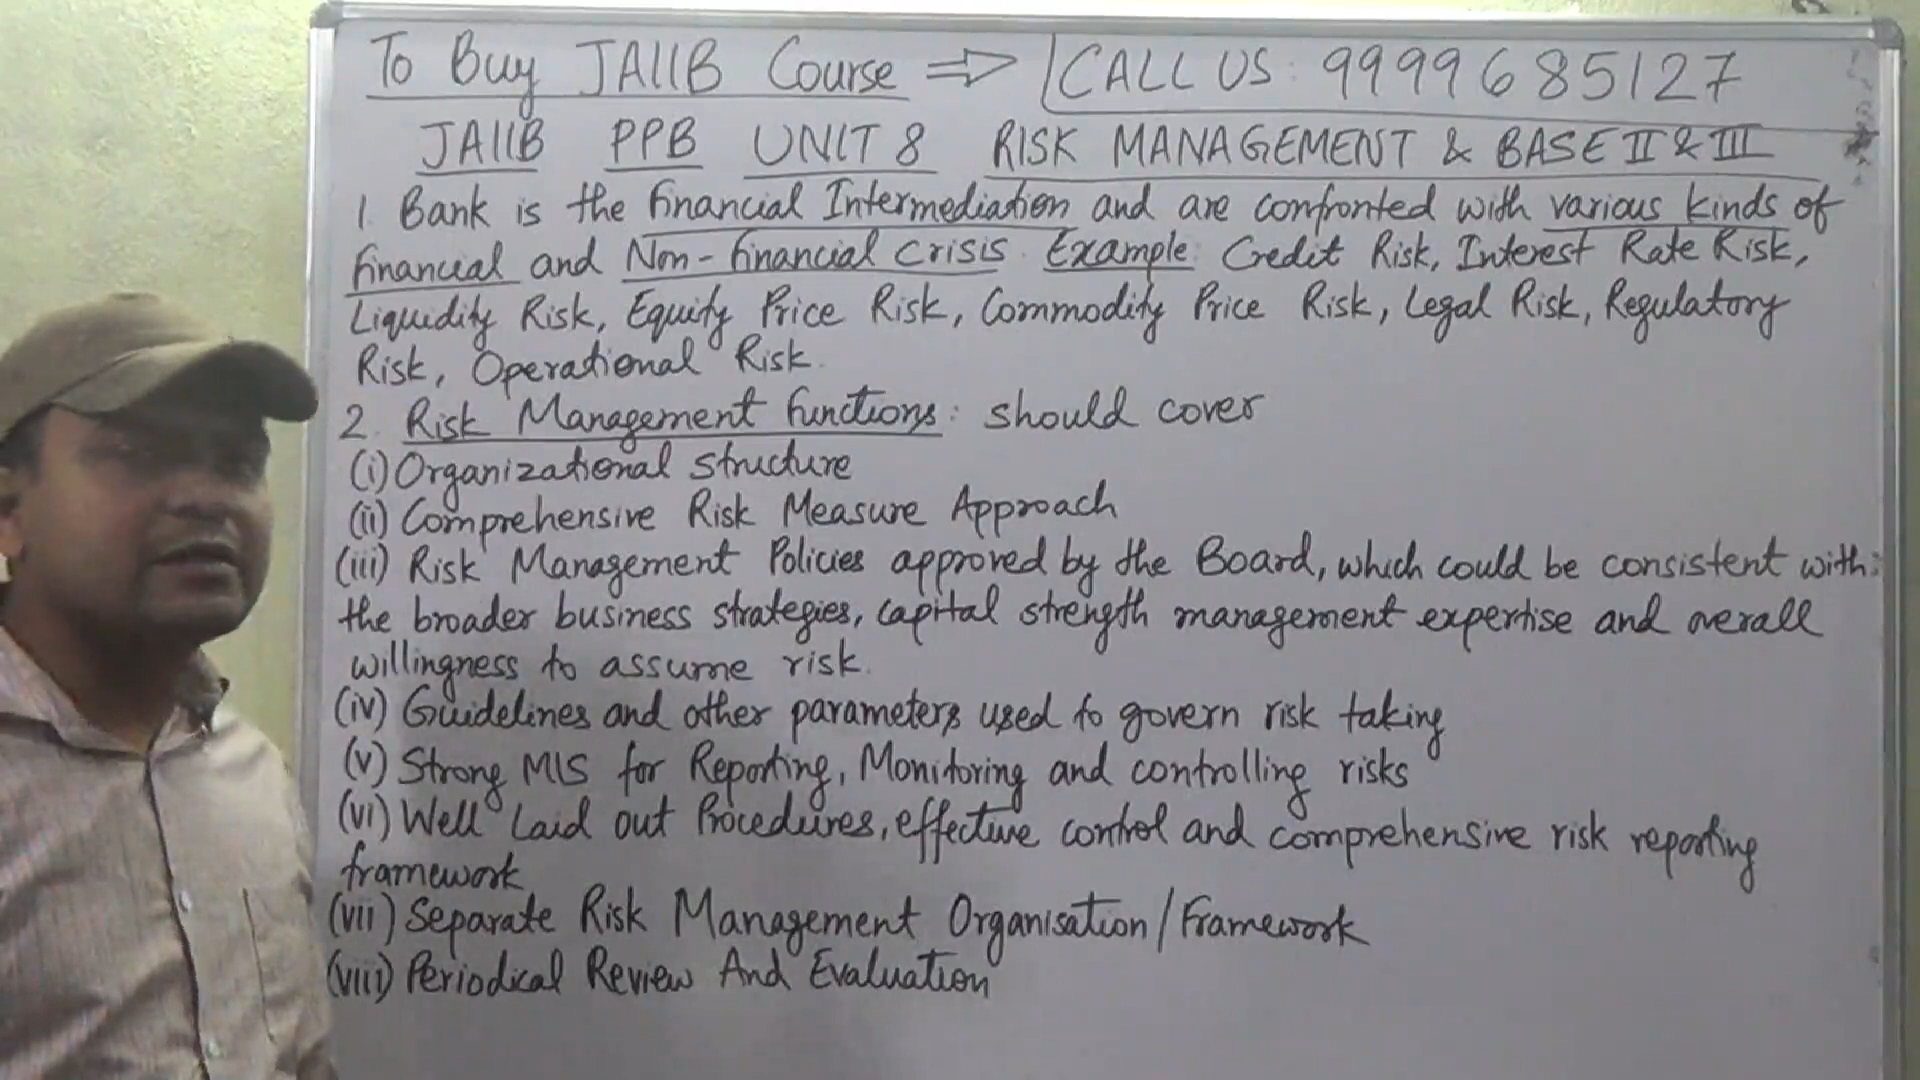 To Buy JAIIB Course ⇒ CALL US: 9999685127
JAIIB PPB UNIT 8 RISK MANAGEMENT & BASE II & III
1. Bank is the financial Intermediation and are confronted with various kinds of
financial and Non-financial crisis. Example: Credit Risk, Interest Rate Risk,
Liquidity Risk, Equity Price Risk, Commodity Price Risk, Legal Risk, Regulatory
Risk, Operational Risk.
2. Risk Management functions: should cover
(i) Organizational structure
(ii) Comprehensive Risk Measure Approach
(iii) Risk Management Policies approved by the Board, which could be consistent with:
the broader business strategies, capital strength management expertise and overall
willingness to assume risk.
(iv) Guidelines and other parameters used to govern risk taking
(v) Strong MIS for Reporting, Monitoring and controlling risks
(vi) Well Laid out Procedures, effective control and comprehensive risk reporting
framework
(vii) Separate Risk Management Organisation/Framework
(viii) Periodical Review And Evaluation